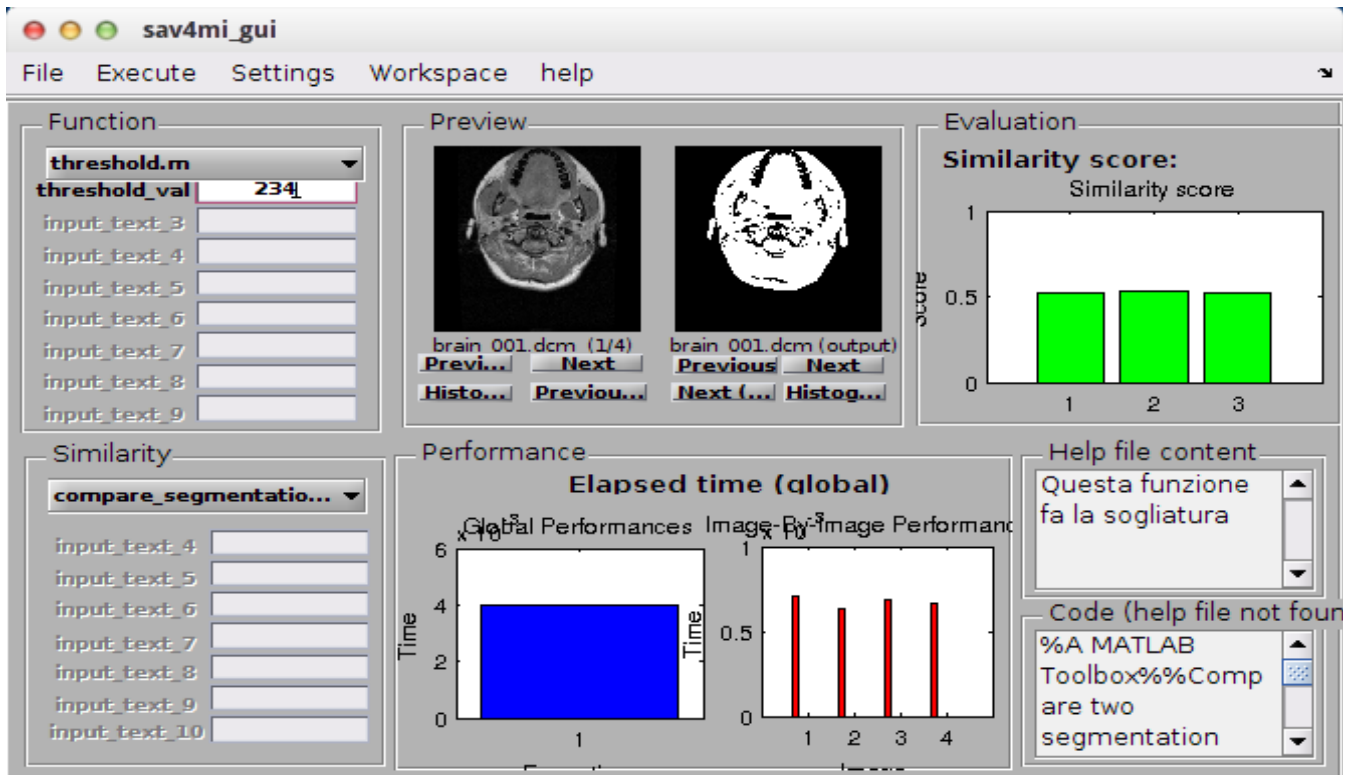 sav4mi_gui
File Execute Settings Workspace help
Function
threshold.m
threshold_val 234
input_text_3
input_text_4
input_text_5
input_text_6
input_text_7
input_text_8
input_text_9
Preview
brain_001.dcm (1/4)
Previ... Next
Histo... Previou...
brain_001.dcm (output)
Previous Next
Next (... Histog...
Evaluation
Similarity score:
Similarity score
Score
1
0.5
0
1 2 3
Similarity
compare_segmentatio...
input_text_4
input_text_5
input_text_6
input_text_7
input_text_8
input_text_9
input_text_10
Performance
Elapsed time (global)
Global Performances
x 10
-3
Time
6
4
2
0
1
Image-By-Image Performanc
x 10
-3
Time
1
0.5
0
1 2 3 4
Help file content
Questa funzione
fa la sogliatura
Code (help file not foun
%A MATLAB
Toolbox%%Comp
are two
segmentation